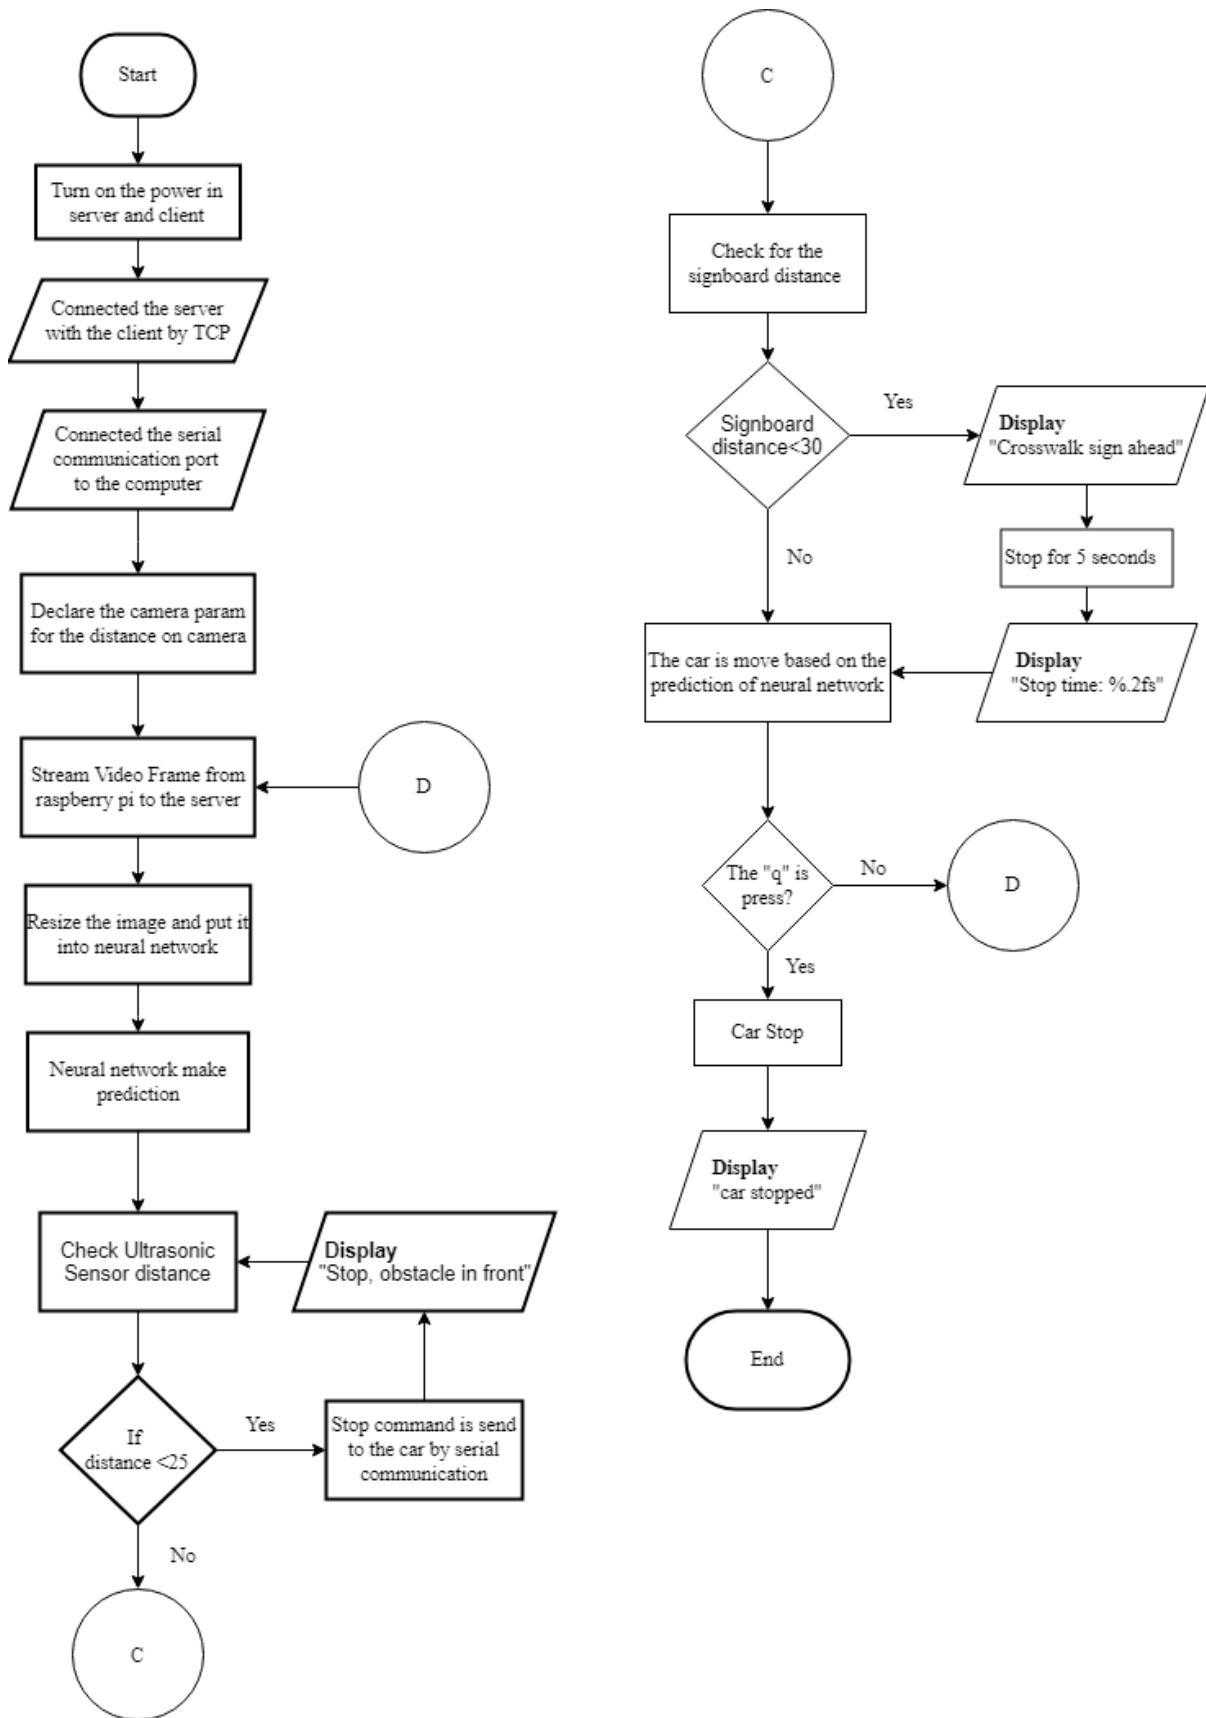 Start
Turn on the power in
server and client
Connected the server
with the client by TCP
Connected the serial
communication port
to the computer
Declare the camera param
for the distance on camera
Stream Video Frame from
raspberry pi to the server
D
Resize the image and put it
into neural network
Neural network make
prediction
Check Ultrasonic
Sensor distance
Display
"Stop, obstacle in front"
If
distance <25
Yes
Stop command is send
to the car by serial
communication
No
C
C
Check for the
signboard distance
Signboard
distance<30
Yes
Display
"Crosswalk sign ahead"
Stop for 5 seconds
No
Display
"Stop time: %.2fs"
The car is move based on the
prediction of neural network
The "q" is
press?
No
D
Yes
Car Stop
Display
"car stopped"
End